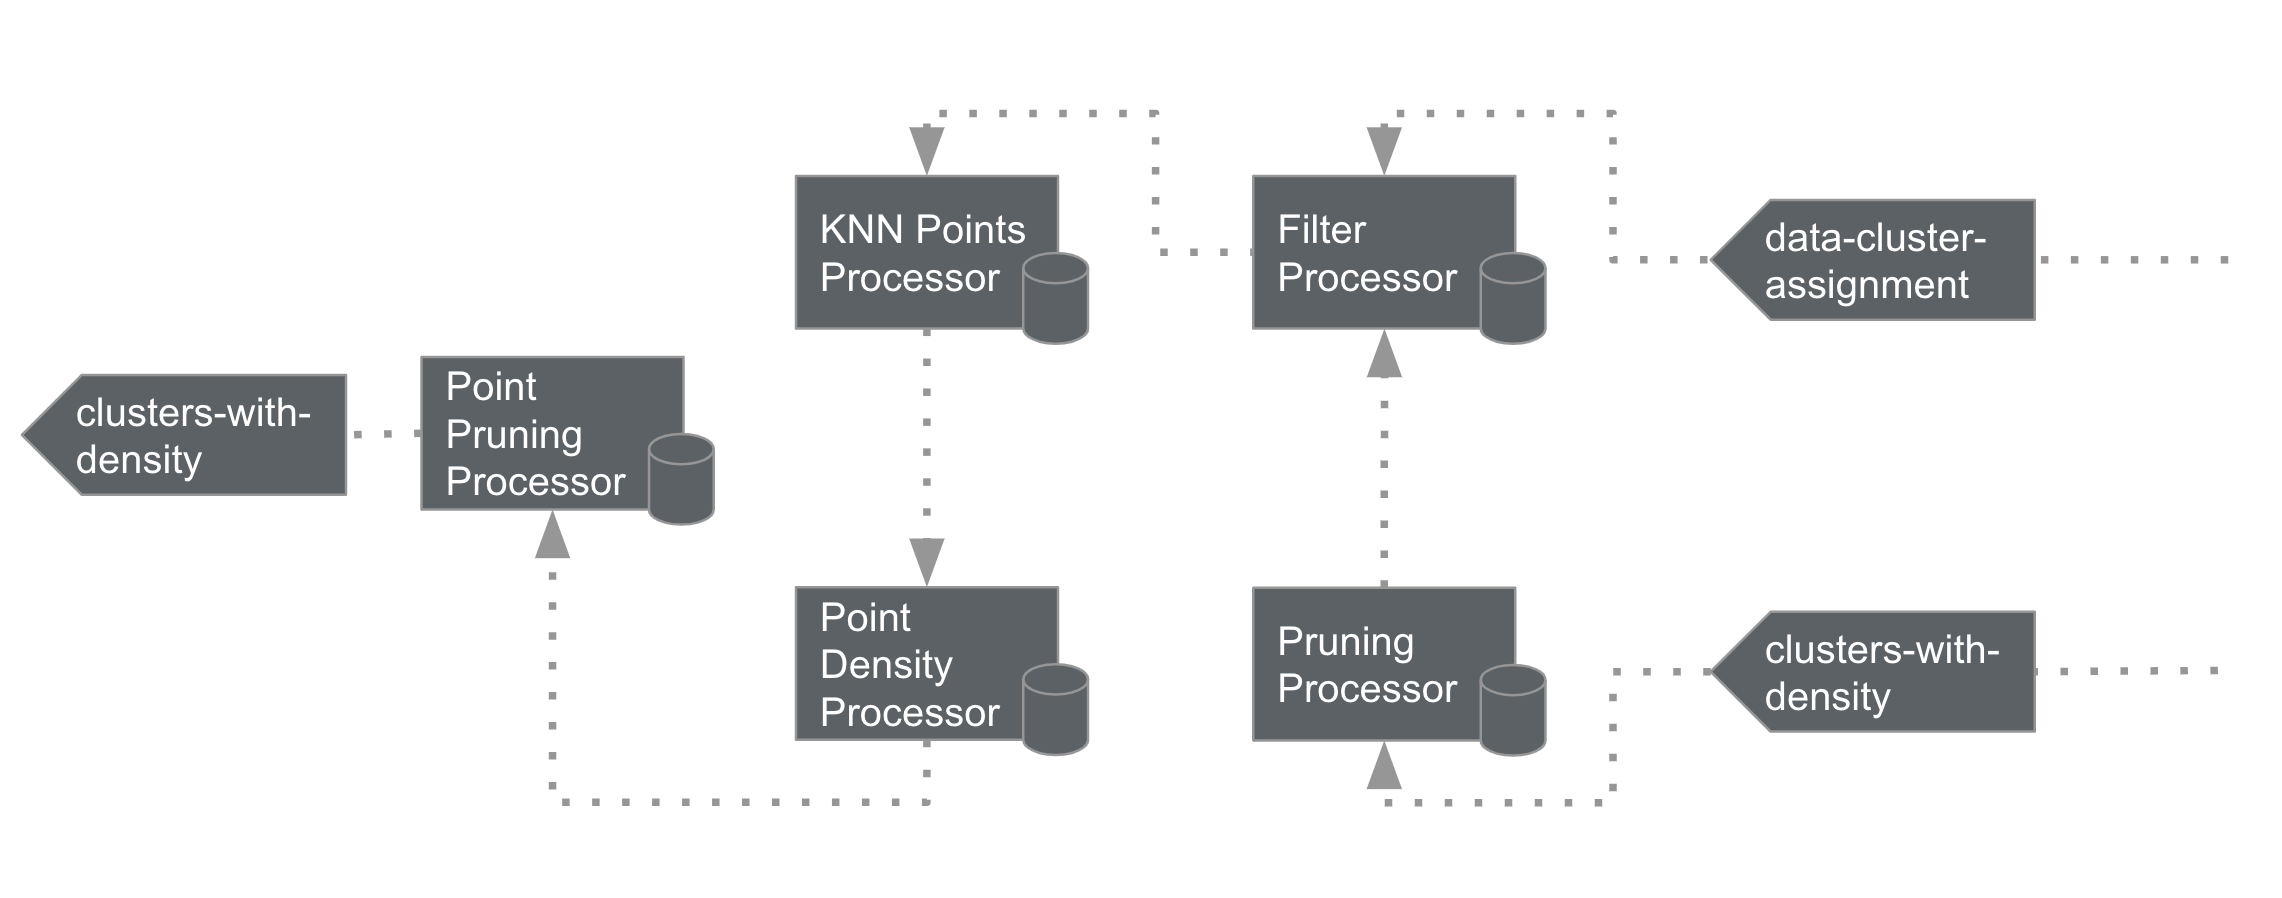 KNN Points
Processor
Filter
Processor
data-cluster-
assignment
clusters-with-
density
Point
Pruning
Processor
Point
Density
Processor
Pruning
Processor
clusters-with-
density